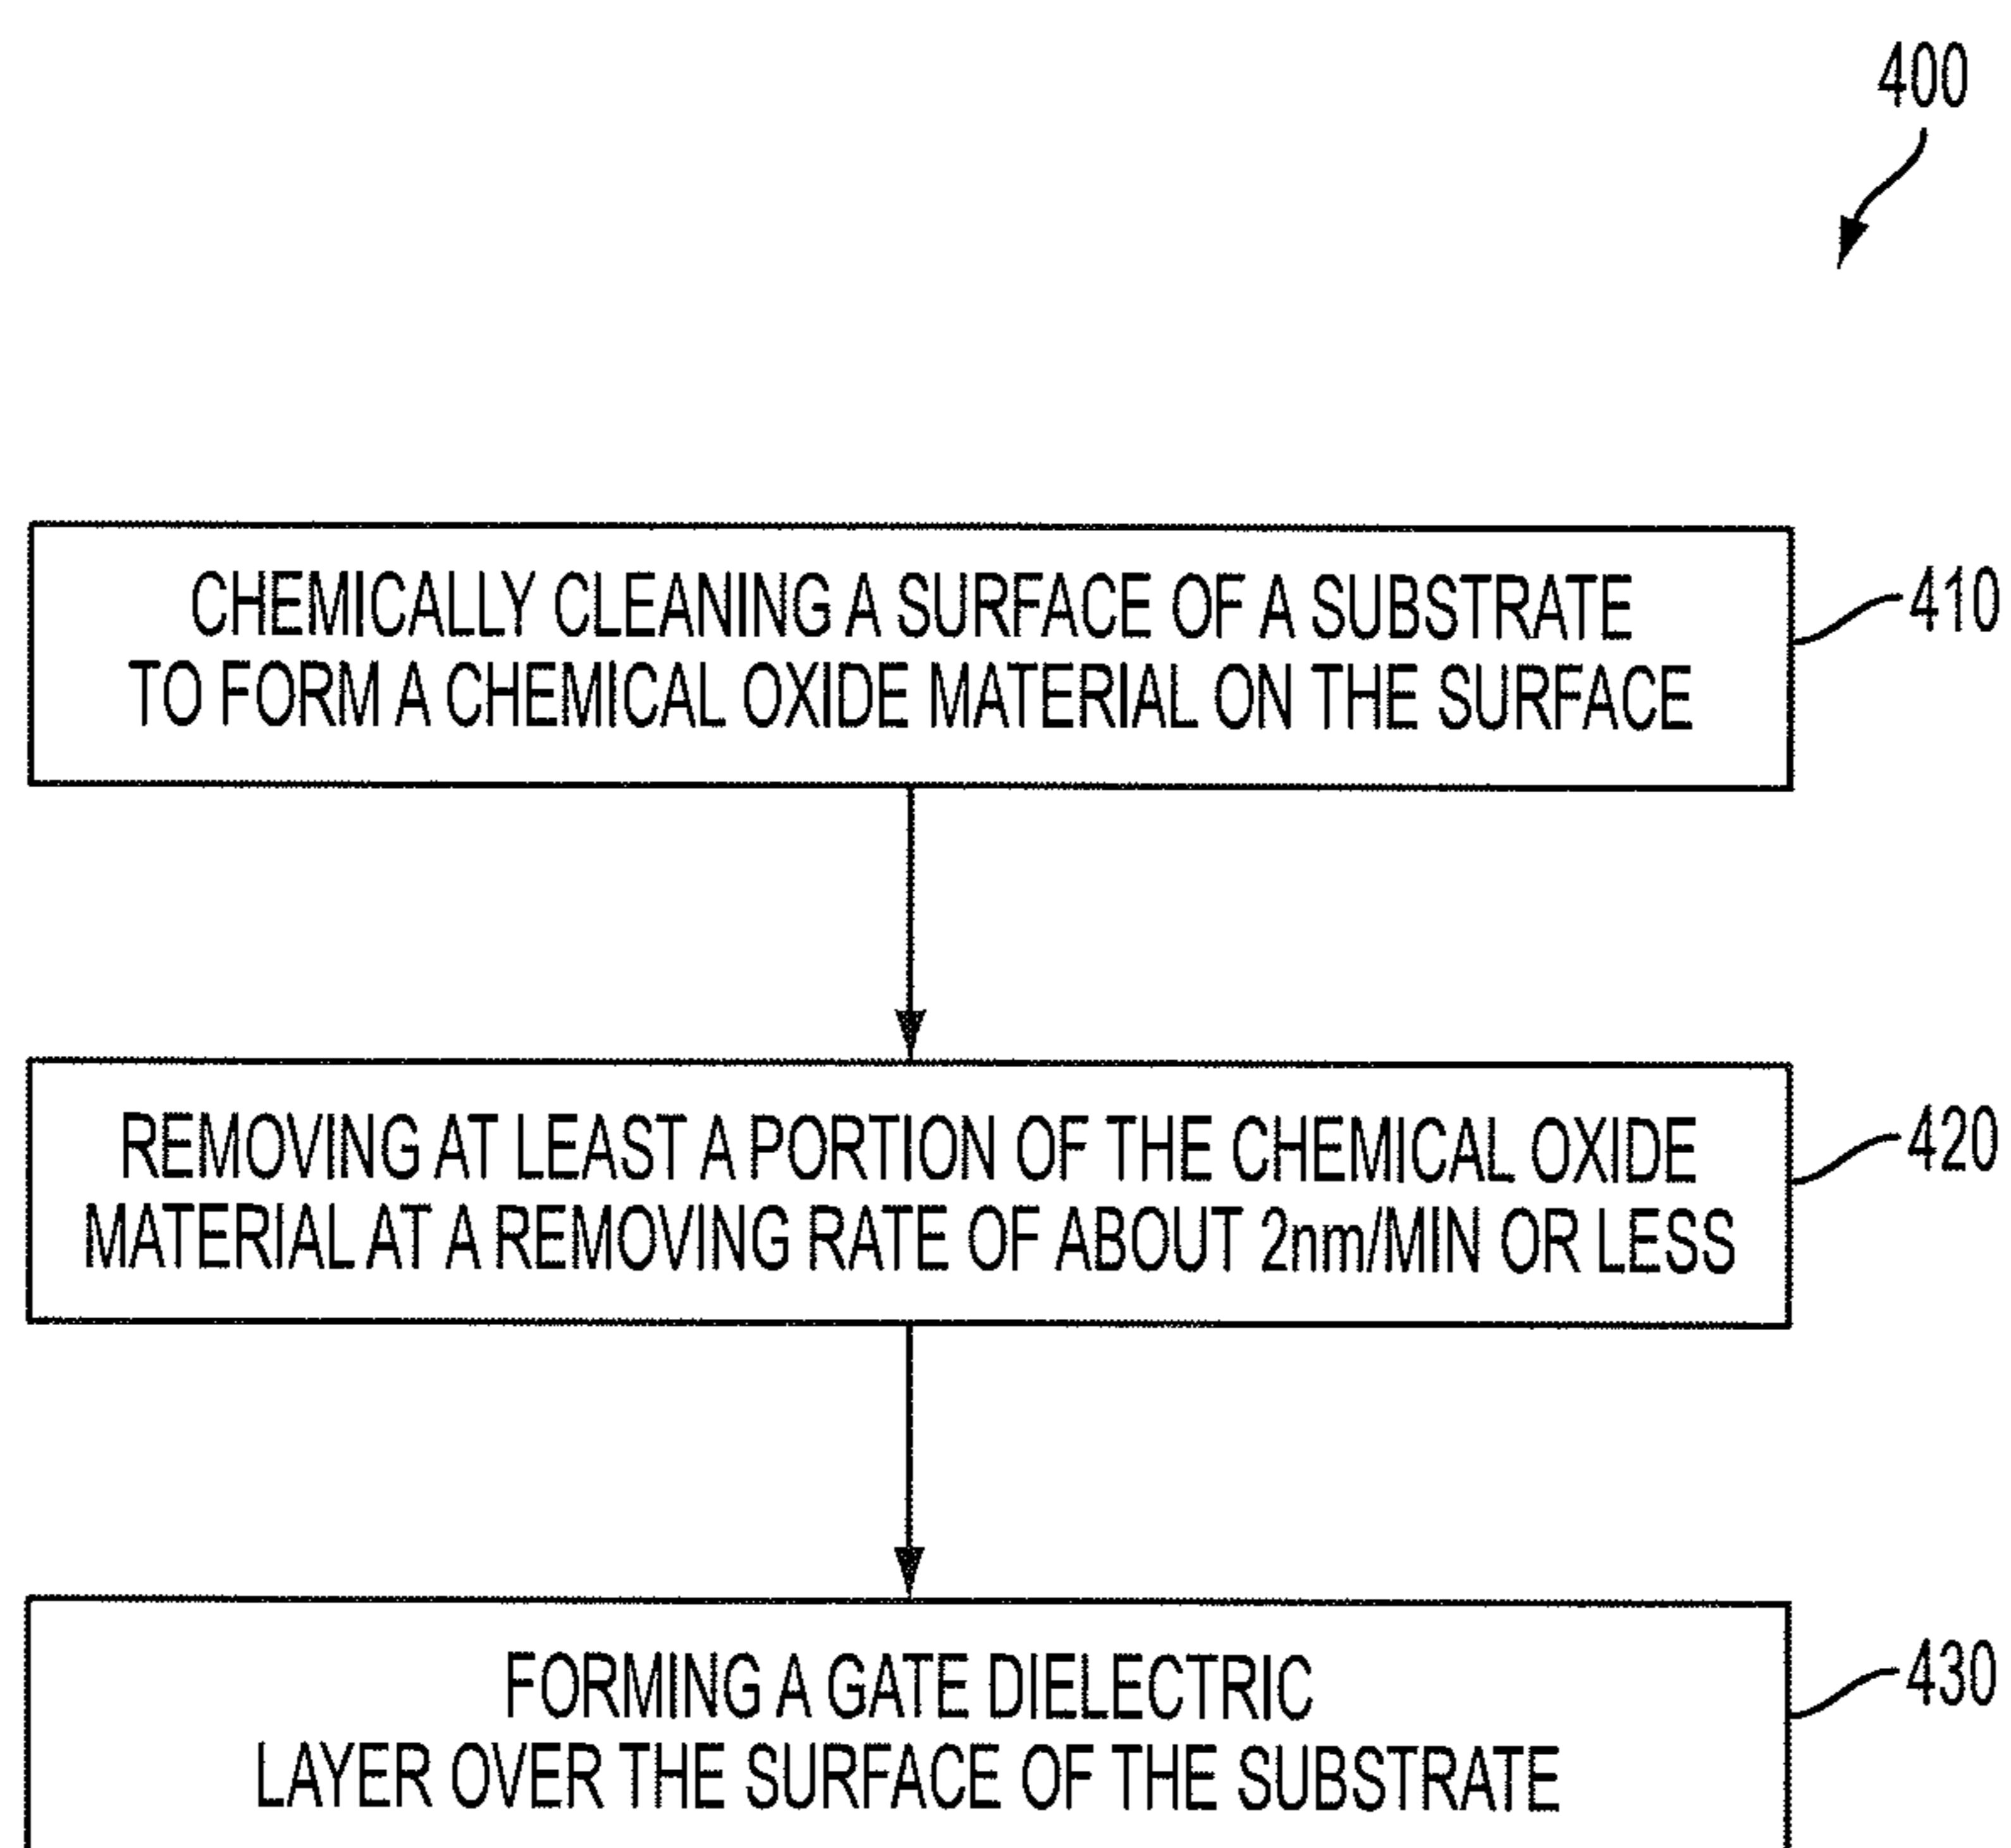 400
CHEMICALLY CLEANING A SURFACE OF A SUBSTRATE
TO FORM A CHEMICAL OXIDE MATERIAL ON THE SURFACE
410
REMOVING AT LEAST A PORTION OF THE CHEMICAL OXIDE
MATERIAL AT A REMOVING RATE OF ABOUT 2nm/MIN OR LESS
420
FORMING A GATE DIELECTRIC
LAYER OVER THE SURFACE OF THE SUBSTRATE
430